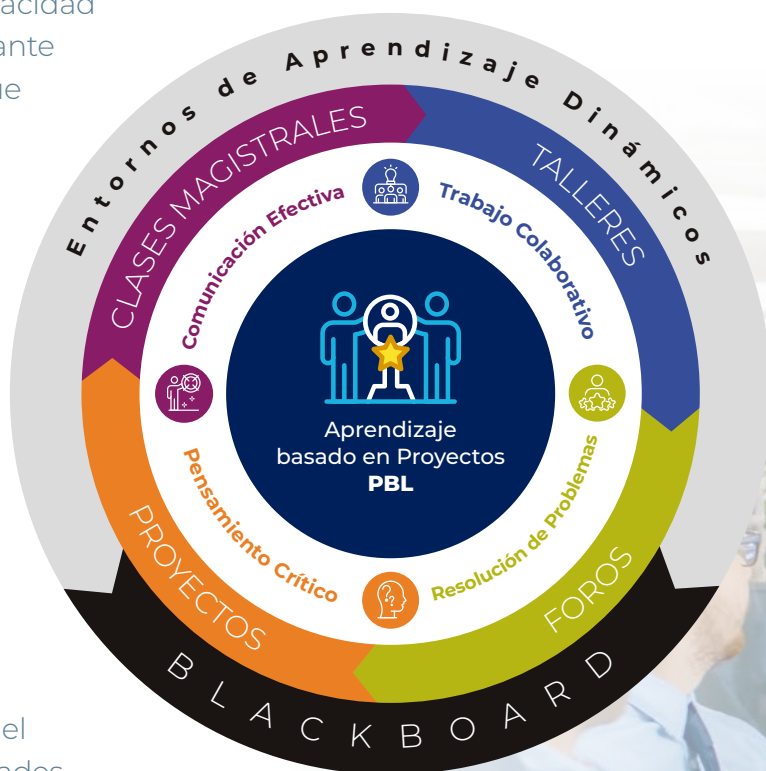 Entornos de Aprendizaje Dinámicos
CLASES MAGISTRALES
TALLERES
FOROS
PROYECTOS
Comunicación Efectiva
Trabajo Colaborativo
Resolución de Problemas
Pensamiento Crítico
Aprendizaje
basado en Proyectos
PBL
BLACKBOARD
el